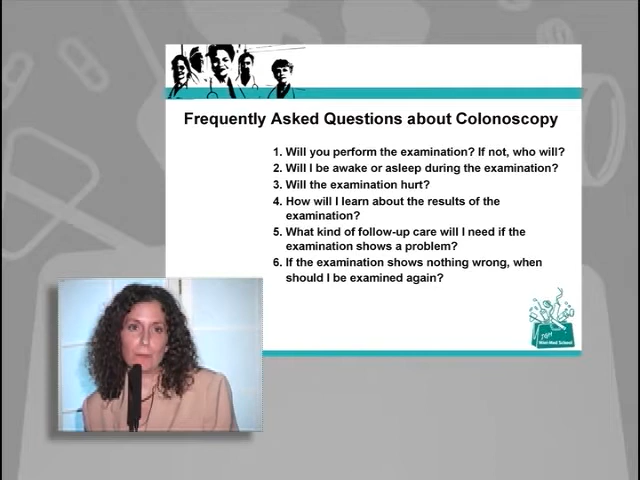 Frequently Asked Questions about Colonoscopy
1. Will you perform the examination? If not, who will?
2. Will I be awake or asleep during the examination?
3. Will the examination hurt?
4. How will I learn about the results of the
examination?
5. What kind of follow-up care will I need if the
examination shows a problem?
6. If the examination shows nothing wrong, when
should I be examined again?
Mini-Med School